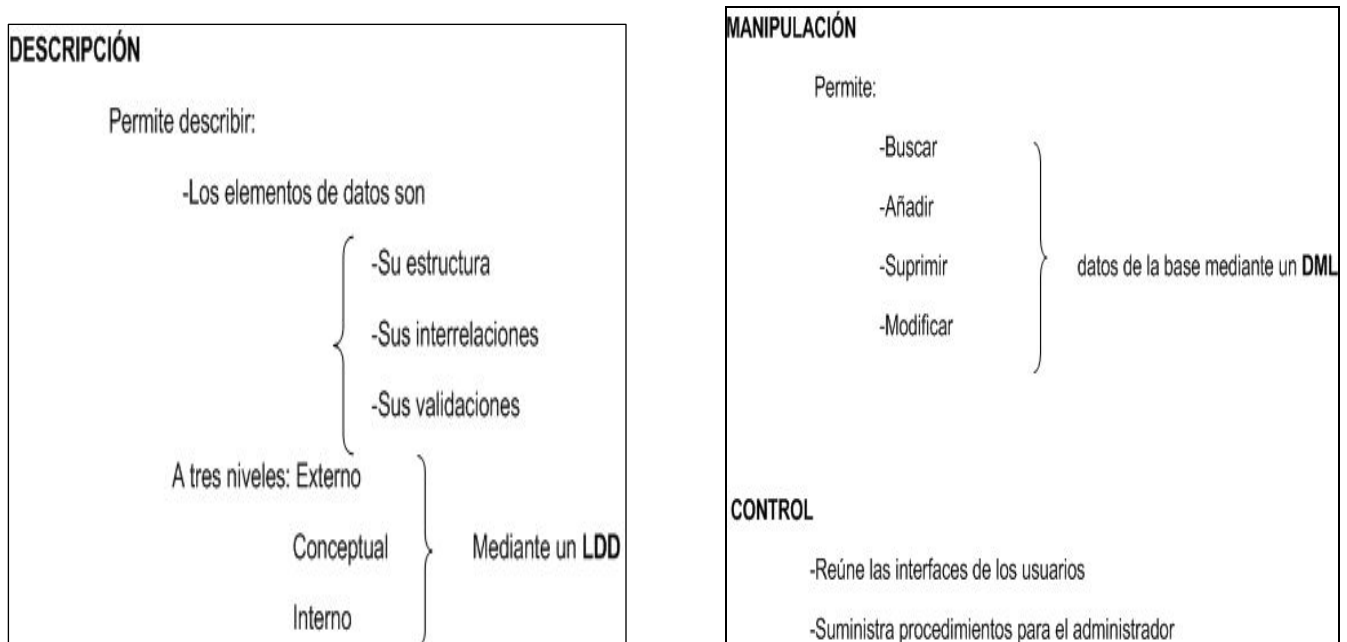 DESCRIPCIÓN
Permite describir:
-Los elementos de datos son
-Su estructura
-Sus interrelaciones
-Sus validaciones
A tres niveles: Externo
Conceptual
Mediante un LDD
Interno
MANIPULACIÓN
Permite:
-Buscar
-Añadir
-Suprimir
datos de la base mediante un DML
-Modificar
CONTROL
-Reúne las interfaces de los usuarios
-Suministra procedimientos para el administrador